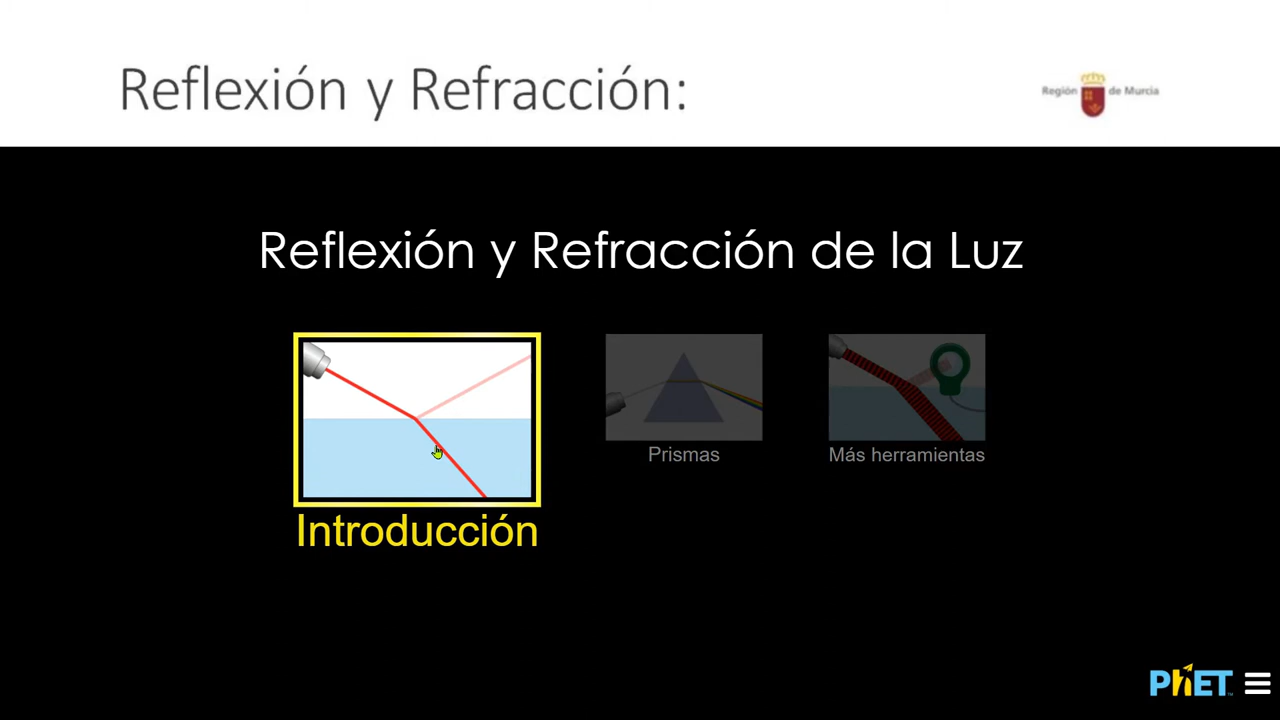 Reflexión y Refracción:
Región de Murcia
Reflexión y Refracción de la Luz
Introducción
Prismas
Más herramientas
PhET